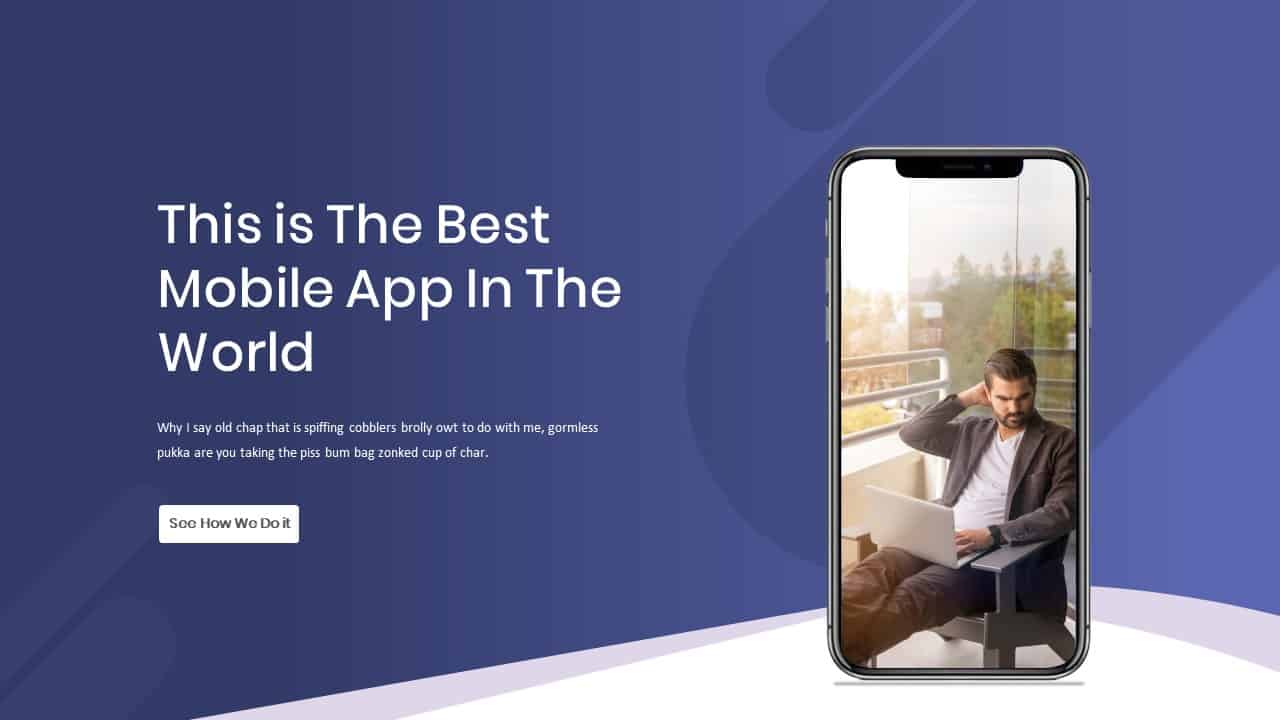 This is The Best
Mobile App In The
World
Why I say old chap that is spiffing cobblers brolly owt to do with me, gormless
pukka are you taking the piss bum bag zonked cup of char.
See How We Do it